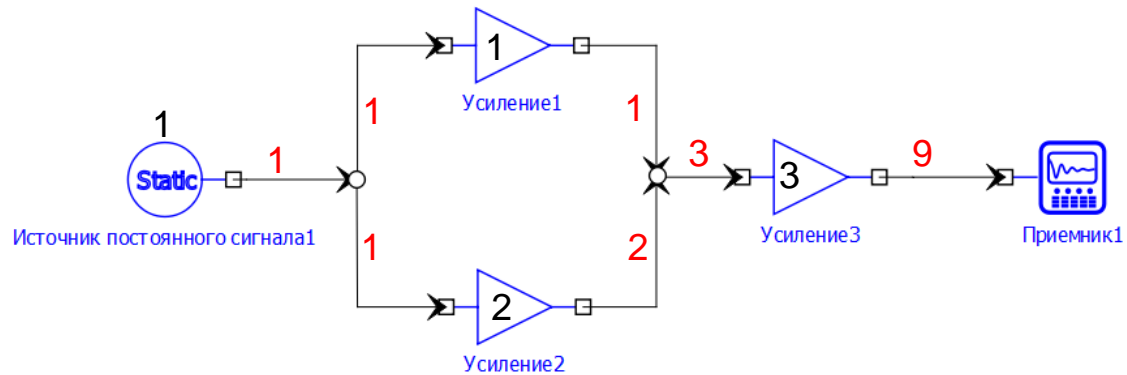 1
Усиление1
1
1
1
1
Static
3
3
9
Источник постоянного сигнала1
Усиление3
Приемник1
1
2
2
Усиление2